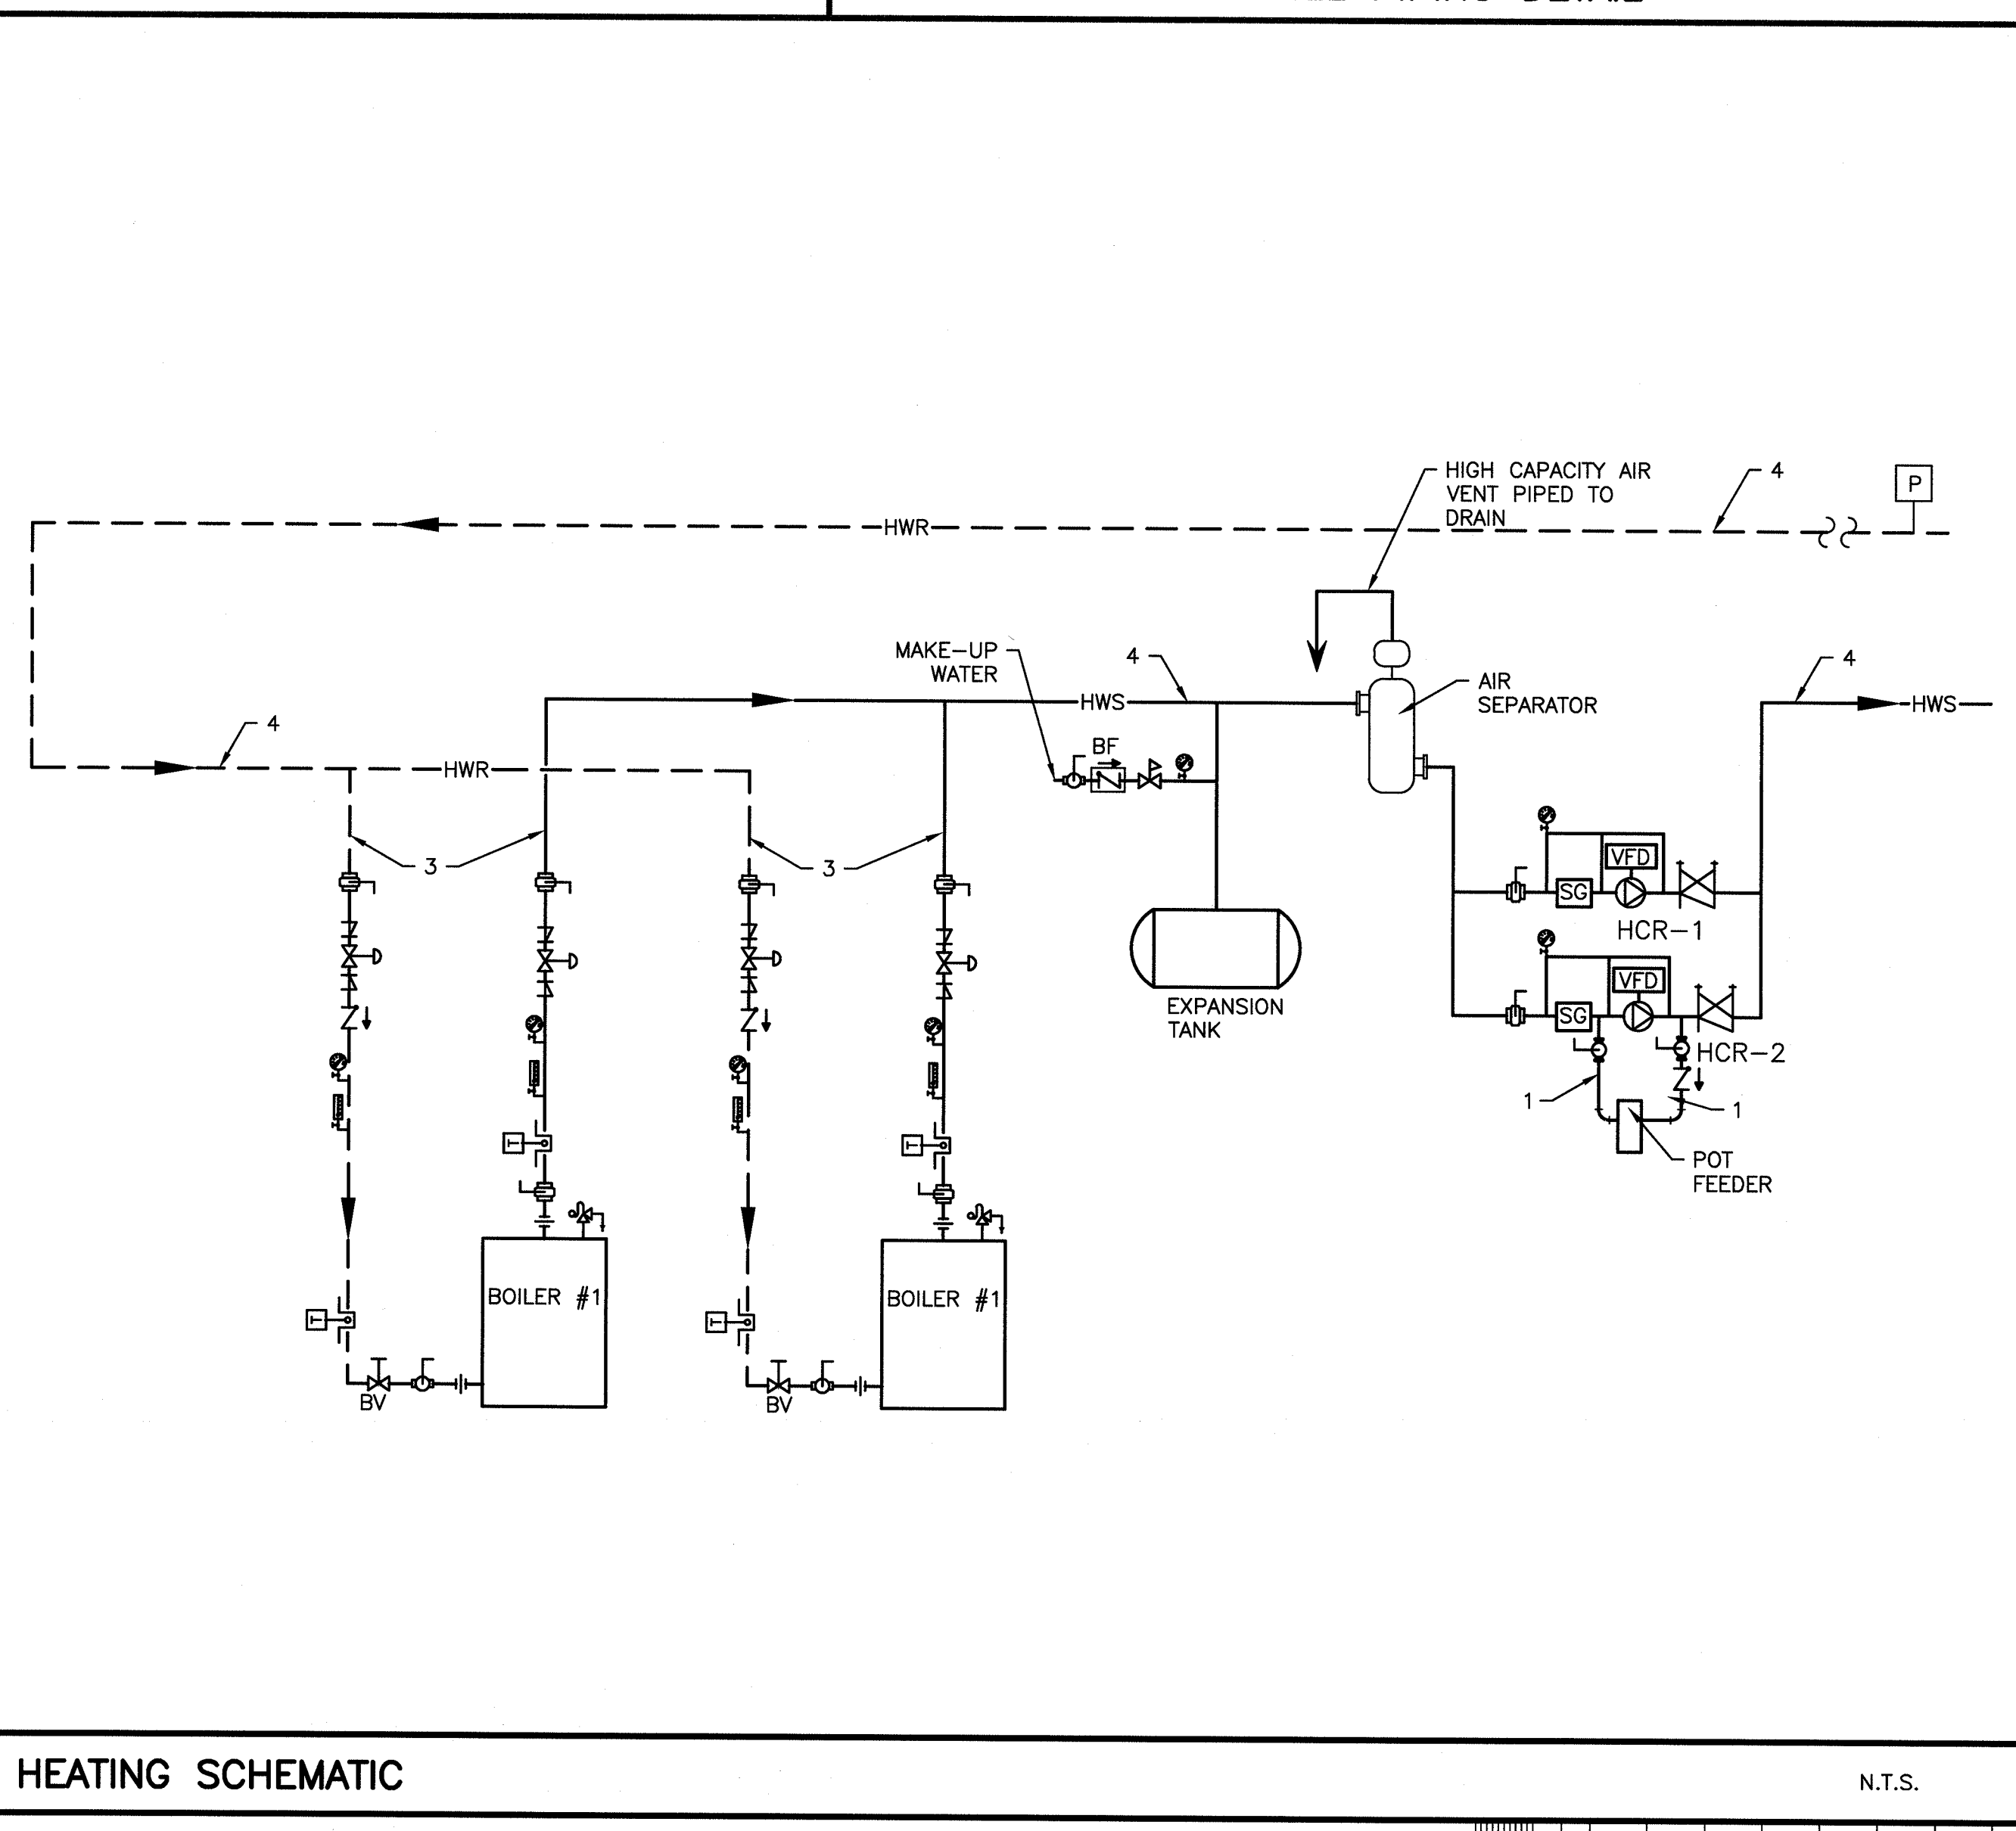 HIGH CAPACITY AIR
VENT PIPED TO
DRAIN
4
P
HWR
MAKE-UP
WATER
4
HWS
AIR
SEPARATOR
4
HWS
4
HWR
BF
3
3
VFD
SG
HCR-1
VFD
SG
HCR-2
EXPANSION
TANK
1
1
POT
FEEDER
T
T
BOILER #1
BOILER #1
T
T
BV
BV
HEATING SCHEMATIC
N.T.S.